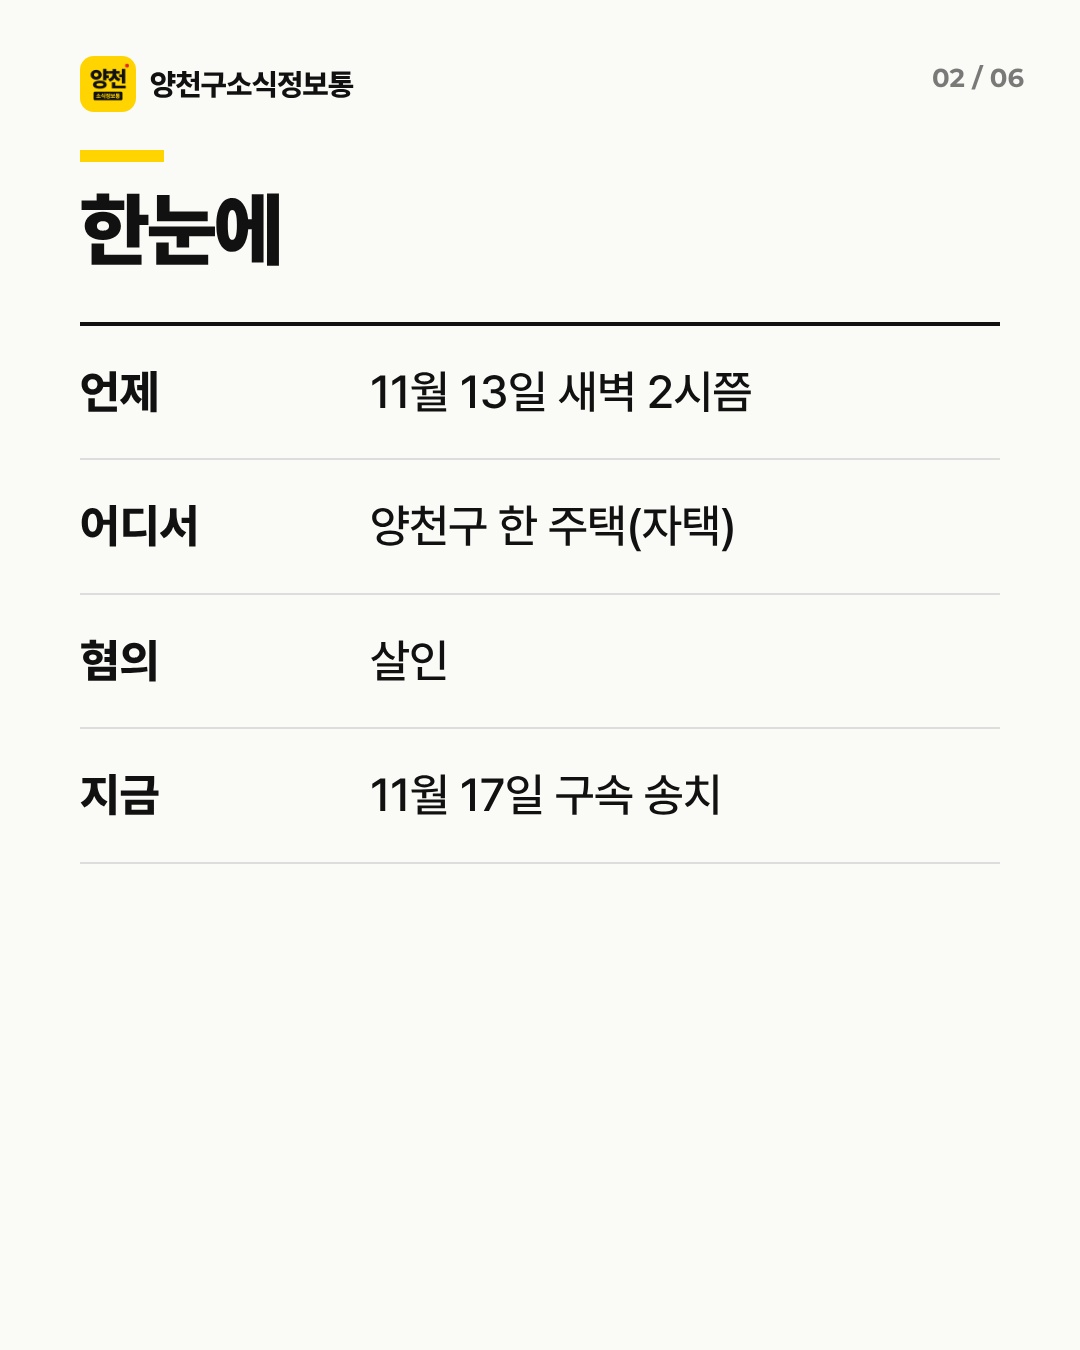 양천
소식정보통
양천구소식정보통
02 / 06
한눈에
언제 11월 13일 새벽 2시쯤
어디서 양천구 한 주택(자택)
혐의 살인
지금 11월 17일 구속 송치